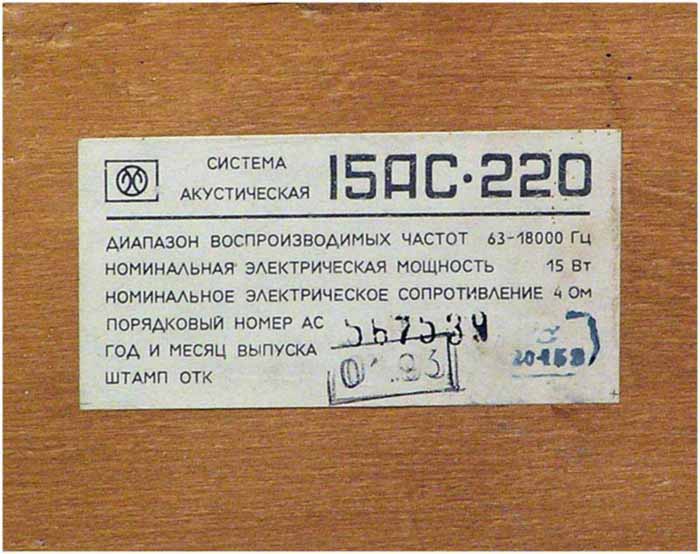 СИСТЕМА
АКУСТИЧЕСКАЯ
15АС·220
ДИАПАЗОН ВОСПРОИЗВОДИМЫХ ЧАСТОТ 63-18000 ГЦ
НОМИНАЛЬНАЯ ЭЛЕКТРИЧЕСКАЯ МОЩНОСТЬ 15 ВТ
НОМИНАЛЬНОЕ ЭЛЕКТРИЧЕСКОЕ СОПРОТИВЛЕНИЕ 4 ОМ
ПОРЯДКОВЫЙ НОМЕР АС
ГОД И МЕСЯЦ ВЫПУСКА
ШТАМП ОТК